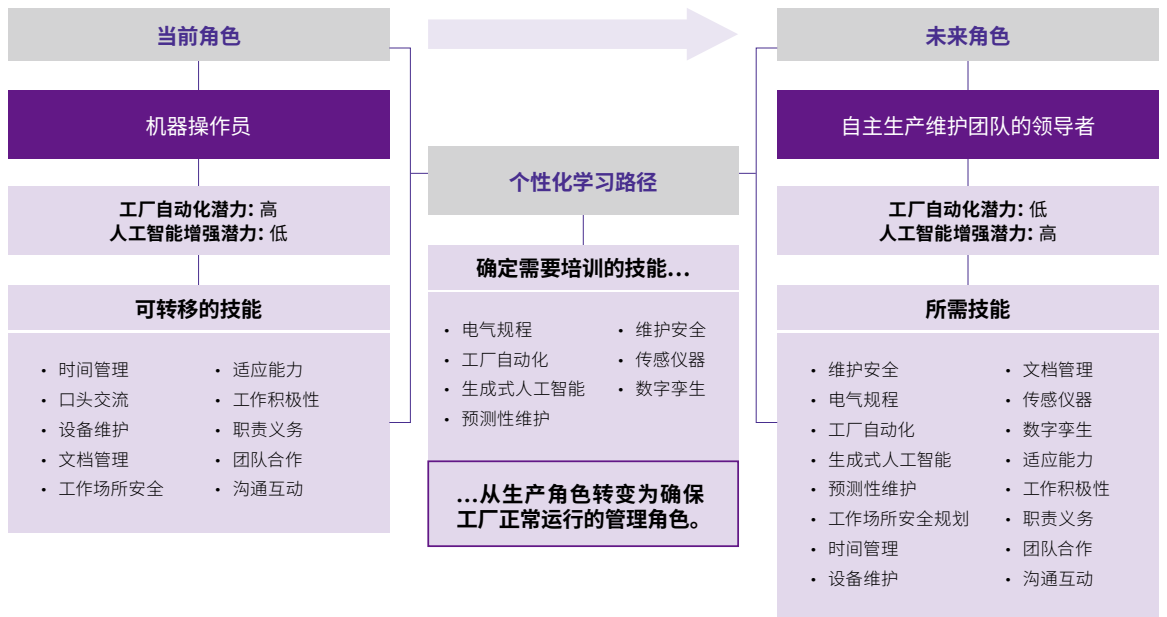 当前角色
机器操作员
工厂自动化潜力: 高
人工智能增强潜力: 低
可转移的技能
• 时间管理
• 口头交流
• 设备维护
• 文档管理
• 工作场所安全
• 适应能力
• 工作积极性
• 职责义务
• 团队合作
• 沟通互动
个性化学习路径
确定需要培训的技能...
• 电气规程
• 工厂自动化
• 生成式人工智能
• 预测性维护
• 维护安全
• 传感仪器
• 数字孪生
...从生产角色转变为确保
工厂正常运行的管理角色。
未来角色
自主生产维护团队的领导者
工厂自动化潜力: 低
人工智能增强潜力: 高
所需技能
• 维护安全
• 电气规程
• 工厂自动化
• 生成式人工智能
• 预测性维护
• 工作场所安全规划
• 时间管理
• 设备维护
• 文档管理
• 传感仪器
• 数字孪生
• 适应能力
• 工作积极性
• 职责义务
• 团队合作
• 沟通互动